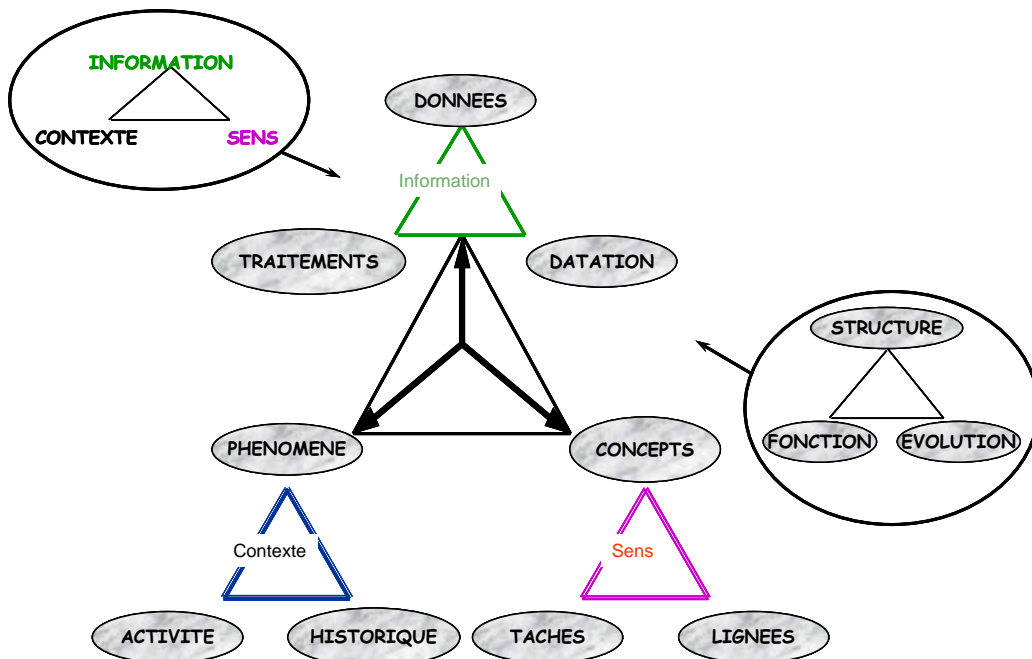 INFORMATION
CONTEXTE SENS
DONNEES
Information
TRAITEMENTS DATATION
STRUCTURE
FONCTION EVOLUTION
PHENOMENE CONCEPTS
Contexte Sens
ACTIVITE HISTORIQUE TACHES LIGNEES